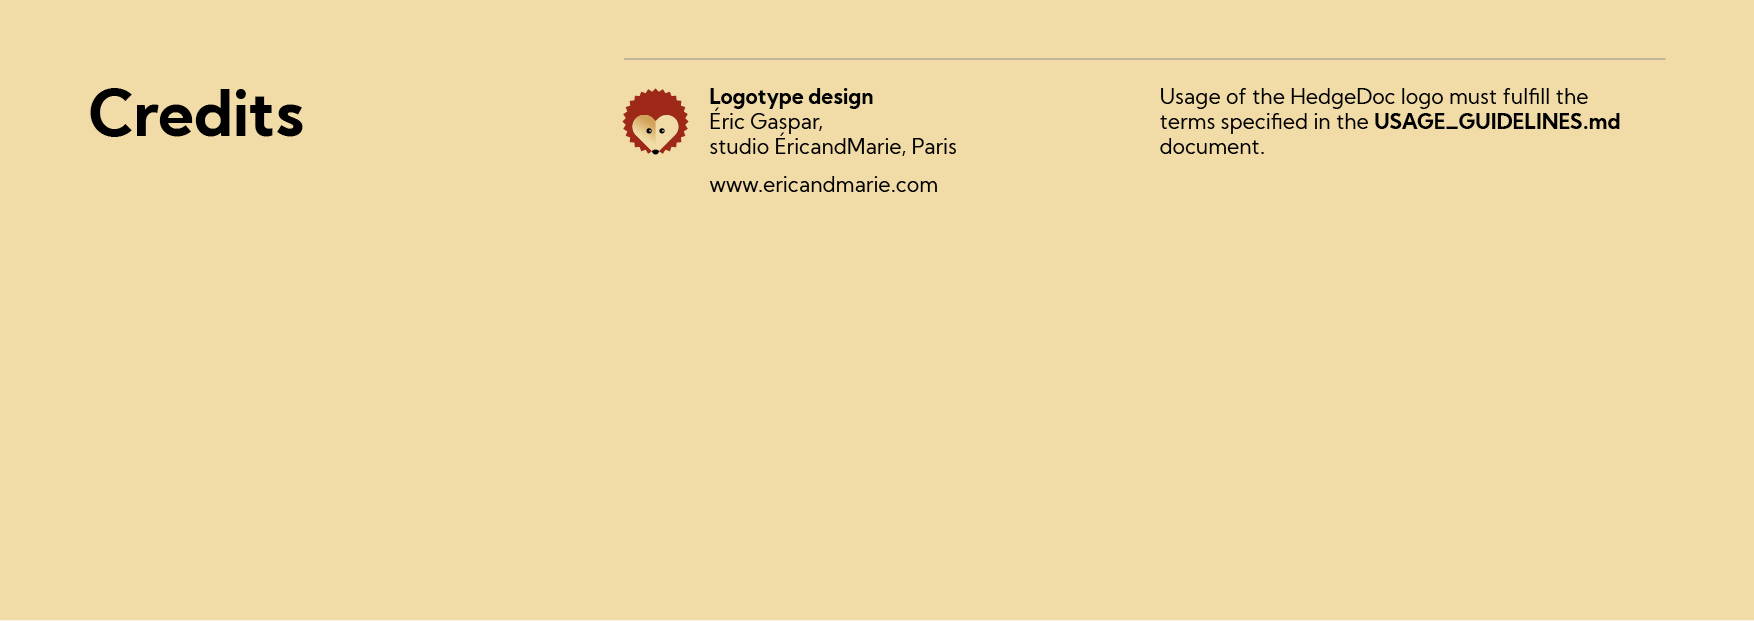 Credits
Logotype design
Éric Gaspar,
studio ÉricandMarie, Paris
www.ericandmarie.com
Usage of the HedgeDoc logo must fulfill the
terms specified in the USAGE_GUIDELINES.md
document.